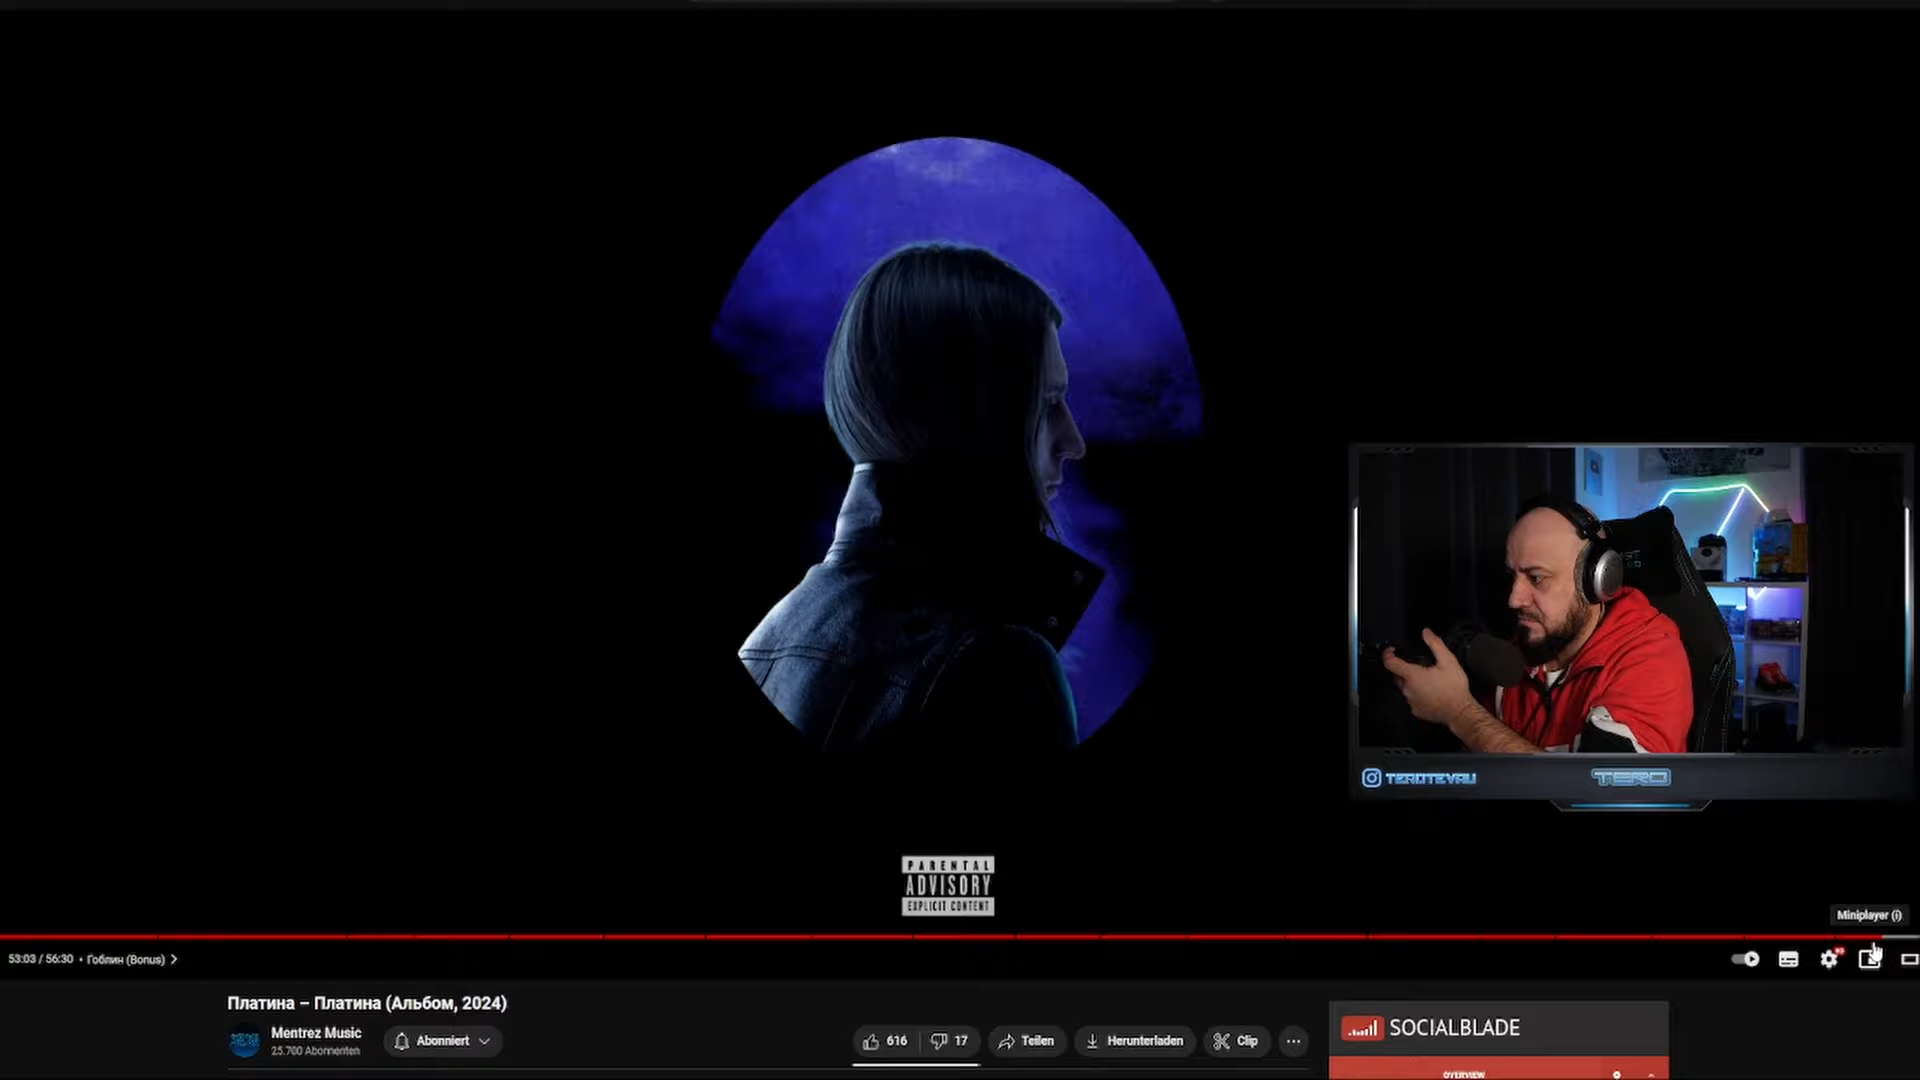 TEROTEVRU
TERO
PARENTAL
ADVISORY
EXPLICIT CONTENT
Miniplayer (i)
53:03 / 56:30 • Гоблин (Bonus)
Платина – Платина (Альбом, 2024)
Mentrez Music
25.700 Abonnenten
Abonniert
616
17
Teilen
Herunterladen
Clip
SOCIALBLADE
OVERVIEW